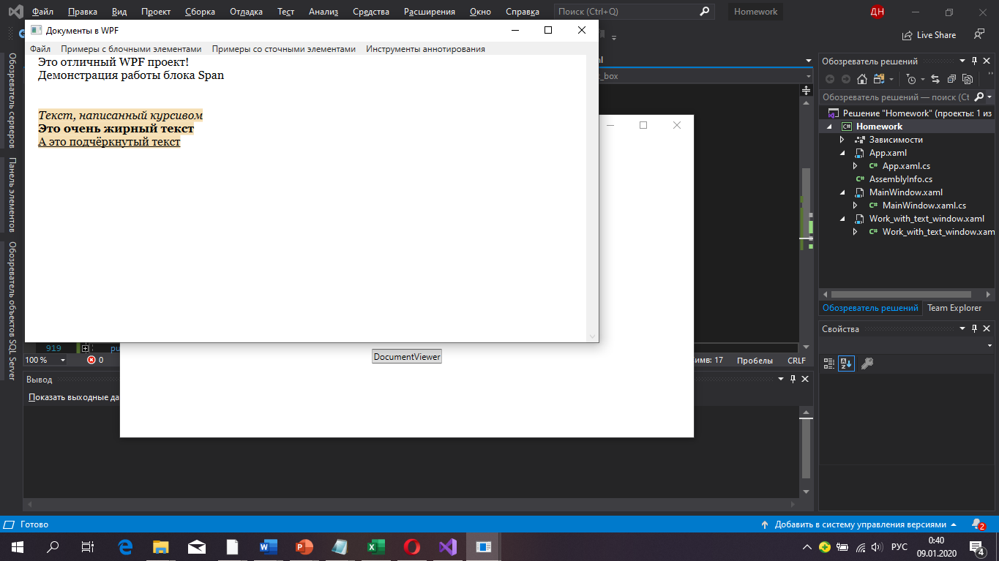 Файл Правка Вид Проект Сборка Отладка Тест Анализ Средства Расширения Окно Справка Поиск (Ctrl+Q) Homework ДН
Live Share
Документы в WPF
Файл Примеры с блочными элементами Примеры со сточными элементами Инструменты аннотирования
Это отличный WPF проект!
Демонстрация работы блока Span
Текст, написанный курсивом
Это очень жирный текст
А это подчёркнутый текст
Обозреватель серверов
Панель элементов
Обозреватель объектов SQL Server
_box
DocumentViewer
919 pu
100 % 0
имв: 17 Пробелы CRLF
Вывод
Показать выходные да
Обозреватель решений
Обозреватель решений — поиск (Ct
Решение "Homework" (проекты: 1 из
Homework
Зависимости
App.xaml
App.xaml.cs
AssemblyInfo.cs
MainWindow.xaml
MainWindow.xaml.cs
Work_with_text_window.xaml
Work_with_text_window.xam
Обозреватель решений Team Explorer
Свойства
Готово
Добавить в систему управления версиями 2
РУС
0:40
09.01.2020
4